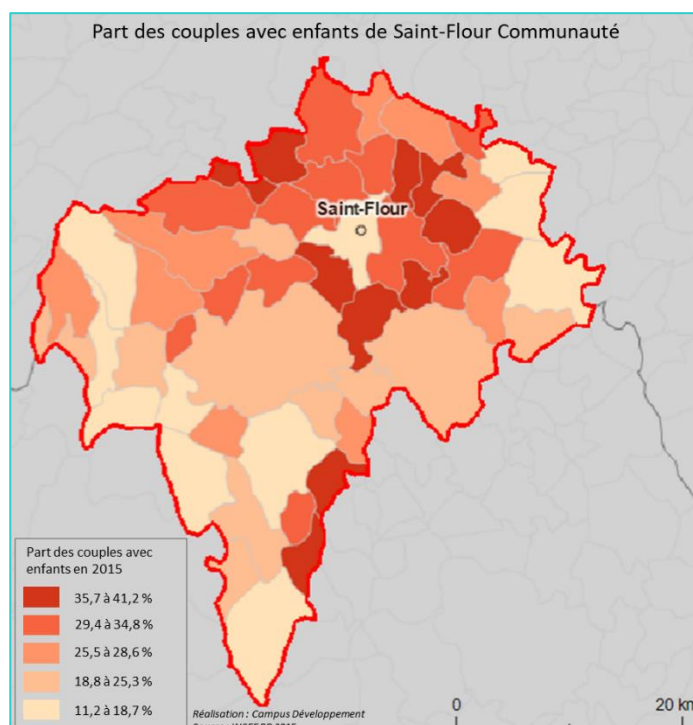 Part des couples avec enfants de Saint-Flour Communauté
Saint-Flour
Part des couples avec
enfants en 2015
35,7 à 41,2 %
29,4 à 34,8 %
25,5 à 28,6 %
18,8 à 25,3 %
11,2 à 18,7 %
Réalisation : Campus Développement
0
20 km